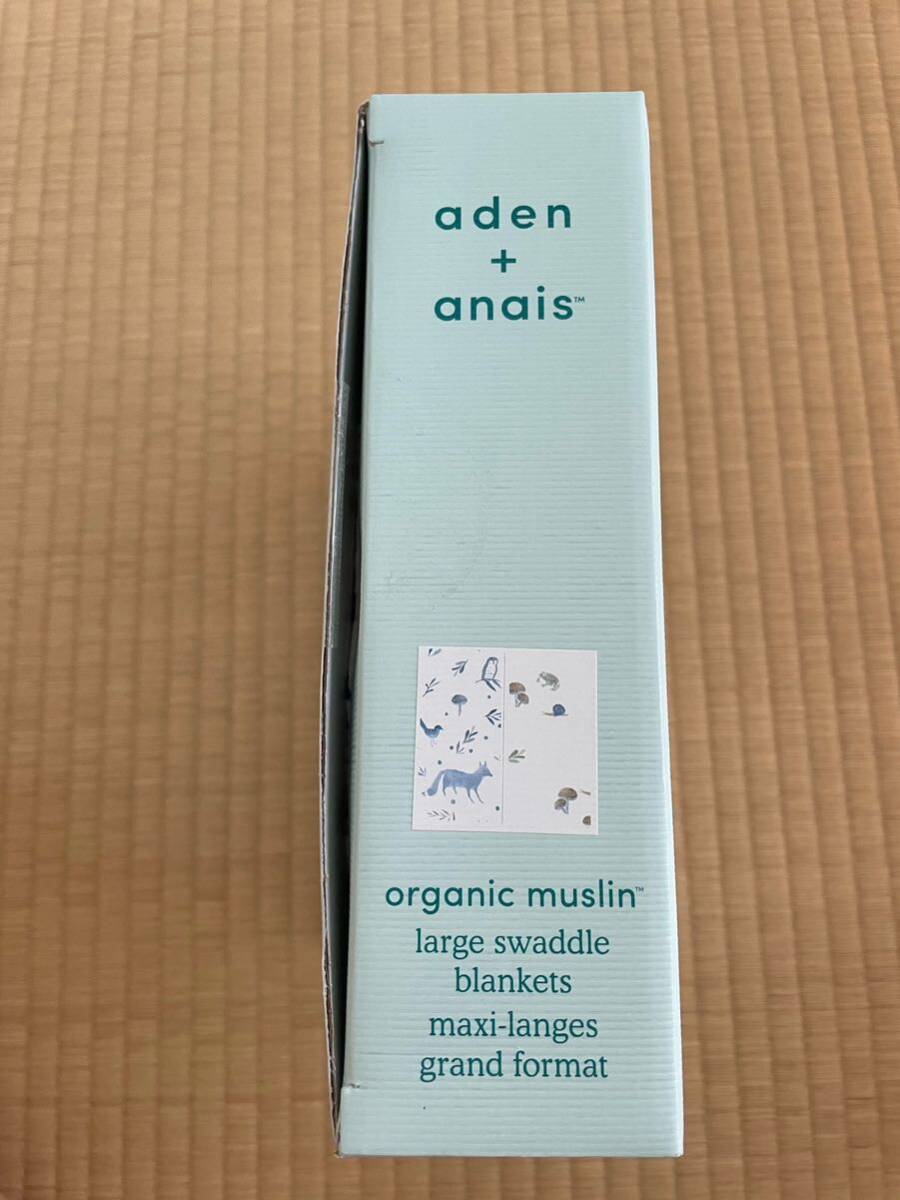 aden
+
anais™
organic muslin™
large swaddle
blankets
maxi-langes
grand format